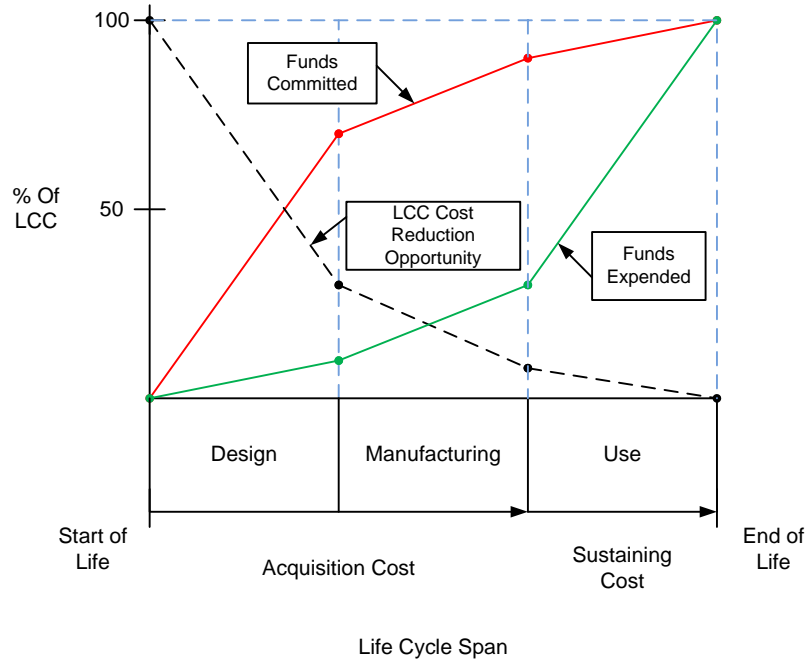 100
Funds
Committed
% Of
LCC
50
LCC Cost
Reduction
Opportunity
Funds
Expended
Design
Manufacturing
Use
Start of
Life
End of
Life
Acquisition Cost
Sustaining
Cost
Life Cycle Span